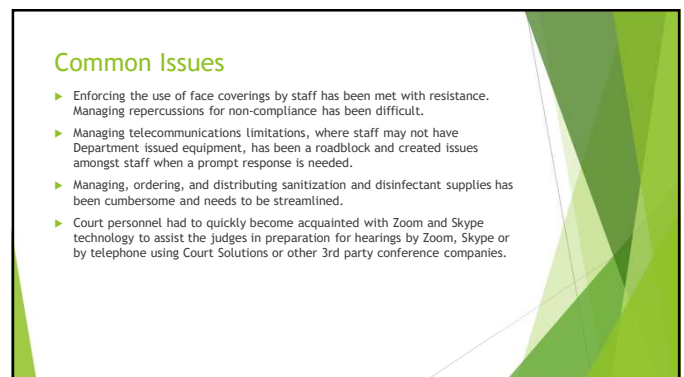 Common Issues
Enforcing the use of face coverings by staff has been met with resistance.
Managing repercussions for non-compliance has been difficult.
Managing telecommunications limitations, where staff may not have
Department issued equipment, has been a roadblock and created issues
amongst staff when a prompt response is needed.
Managing, ordering, and distributing sanitization and disinfectant supplies has
been cumbersome and needs to be streamlined.
Court personnel had to quickly become acquainted with Zoom and Skype
technology to assist the judges in preparation for hearings by Zoom, Skype or
by telephone using Court Solutions or other 3rd party conference companies.